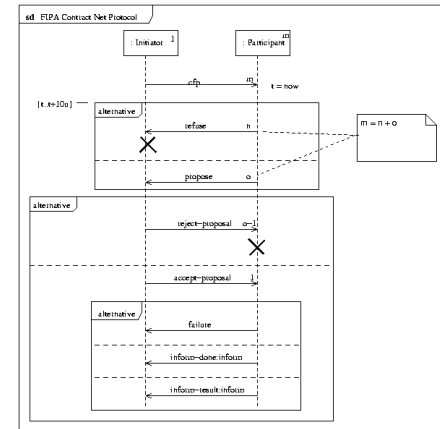 sd FIPA Contract Net Protocol
: Initiator 1
: Participant m
cfp m
t = now
[t..t+10u]
alternative
refuse n
m = n + o
propose o
alternative
reject-proposal o-1
accept-proposal 1
alternative
failure
inform-done:inform
inform-result:inform